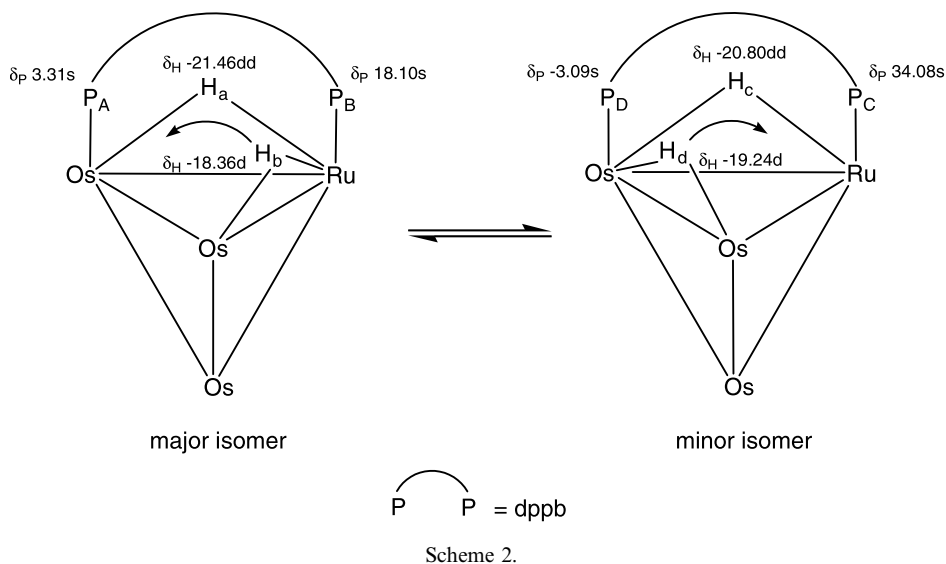 δH -21.46dd
δP 3.31s
δP 18.10s
Ha
PA
PB
Hb
δH -18.36d
Os
Ru
Os
Os
major isomer
δH -20.80dd
δP -3.09s
δP 34.08s
Hc
PD
PC
Hd
δH -19.24d
Os
Ru
Os
Os
minor isomer
P P = dppb
Scheme 2.